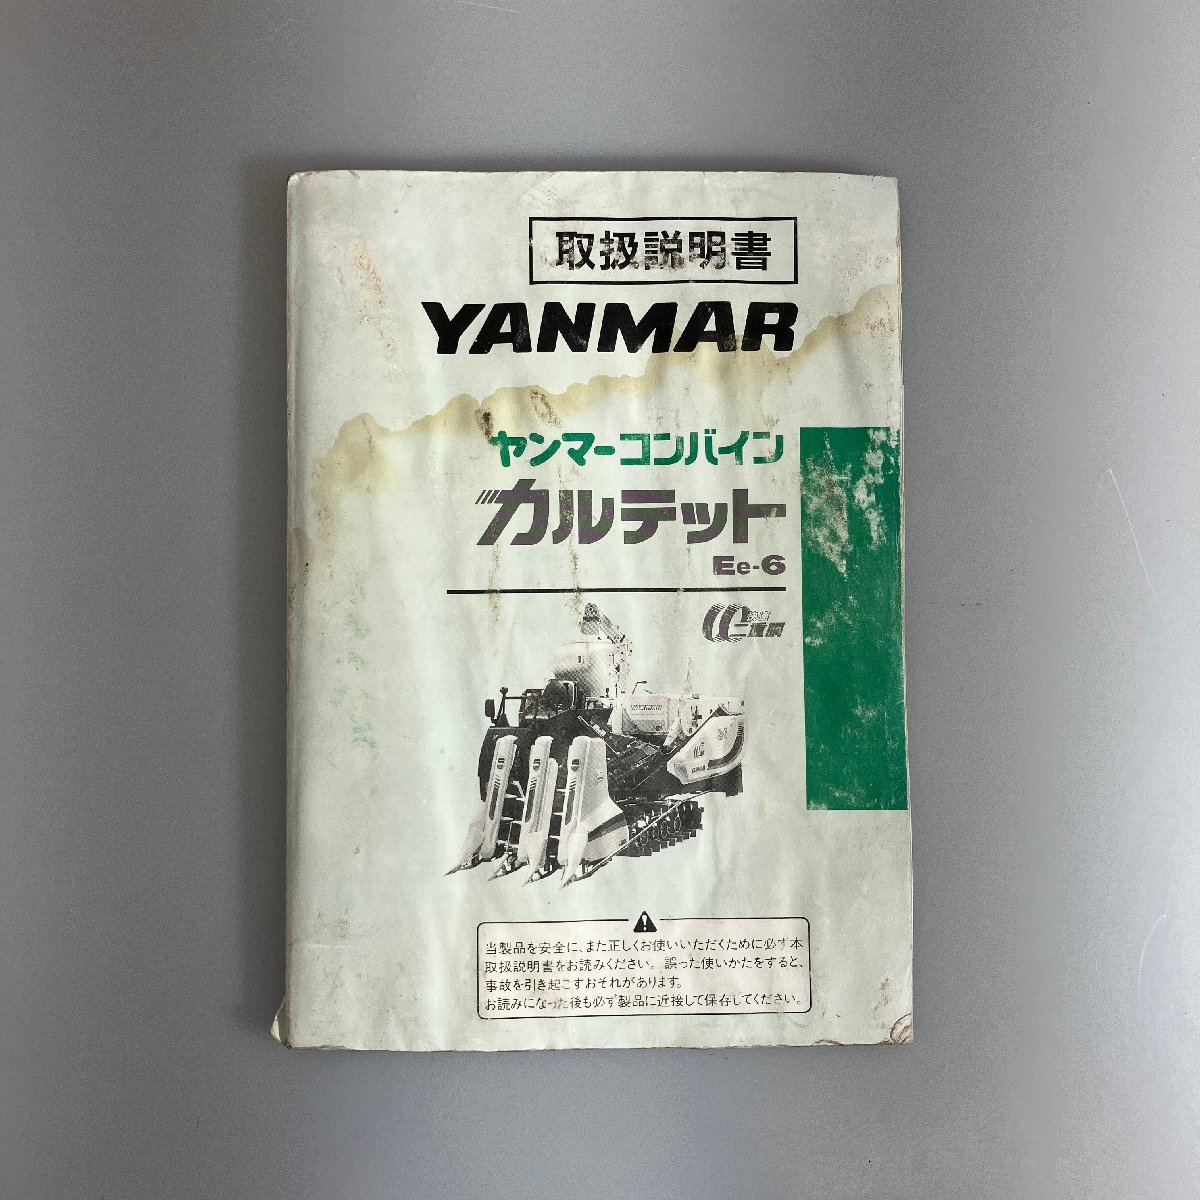 取扱説明書
YANMAR
ヤンマーコンバイン
カルテット
Ee-6
二重胴
当製品を安全に、また正しくお使いいただくために必ず本
取扱説明書をお読みください。誤った使いかたをすると、
事故を引き起こすおそれがあります。
お読みになった後も必ず製品に近接して保存してください。